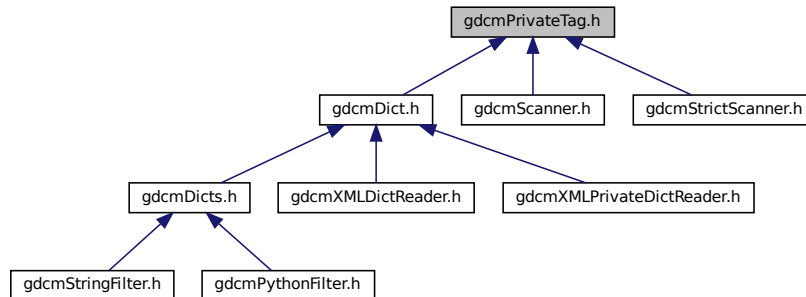 gdcmPrivateTag.h
gdcmDict.h
gdcmScanner.h
gdcmStrictScanner.h
gdcmDicts.h
gdcmXMLDictReader.h
gdcmXMLPrivateDictReader.h
gdcmStringFilter.h
gdcmPythonFilter.h